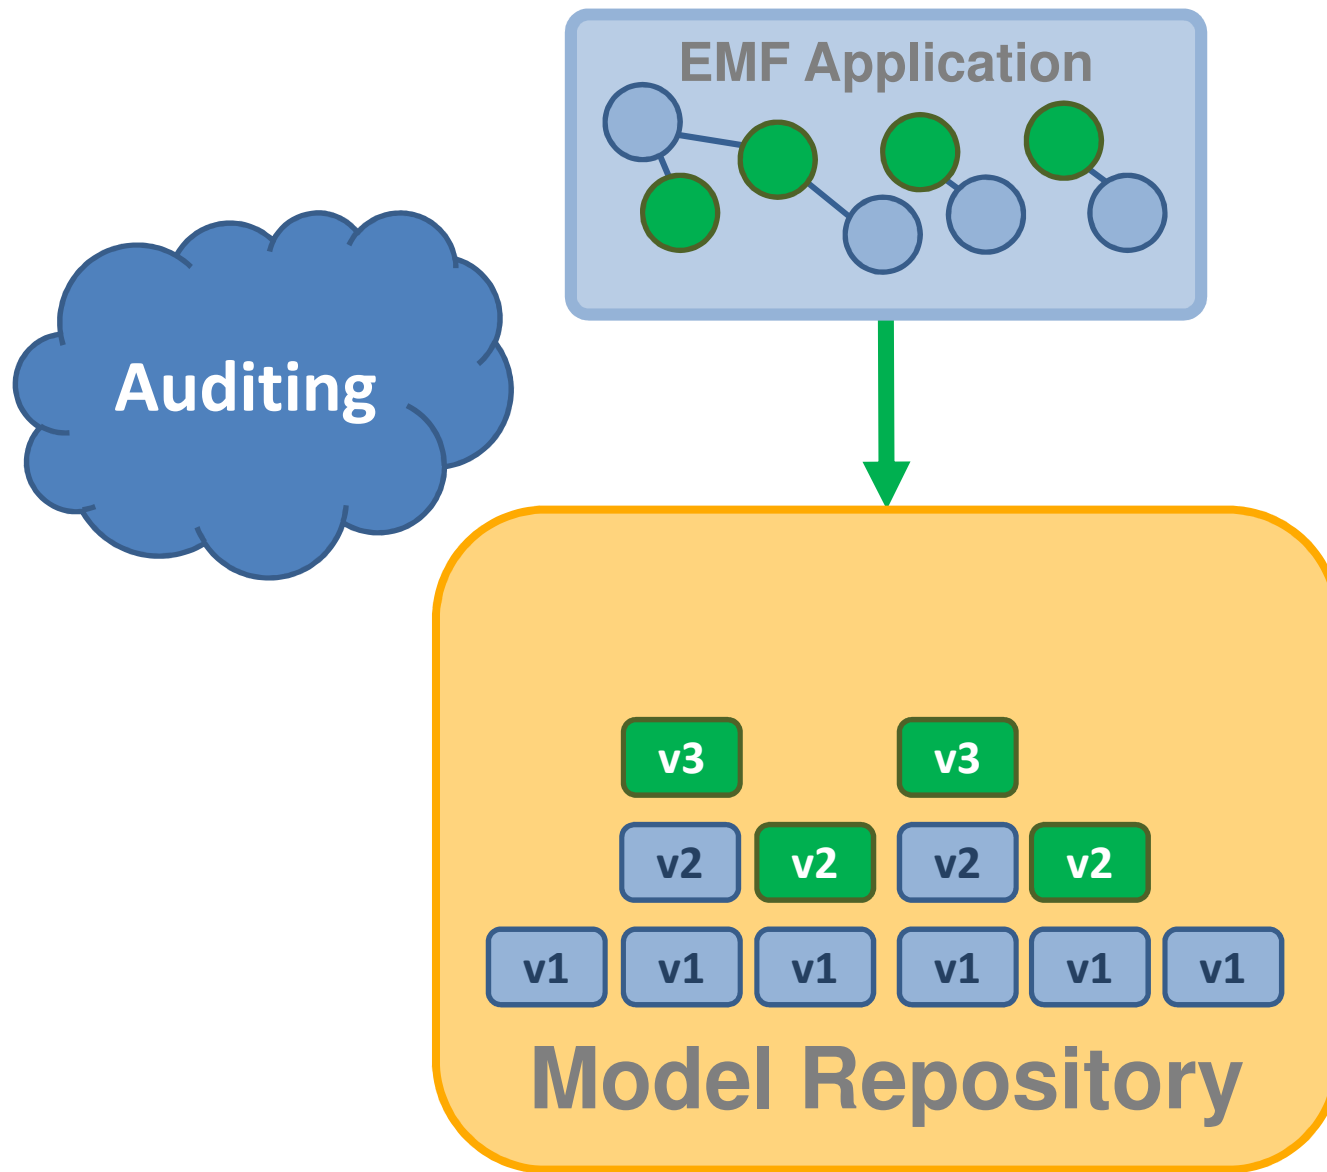 EMF Application
Auditing
v3 v3
v2 v2 v2 v2
v1 v1 v1 v1 v1 v1
Model Repository